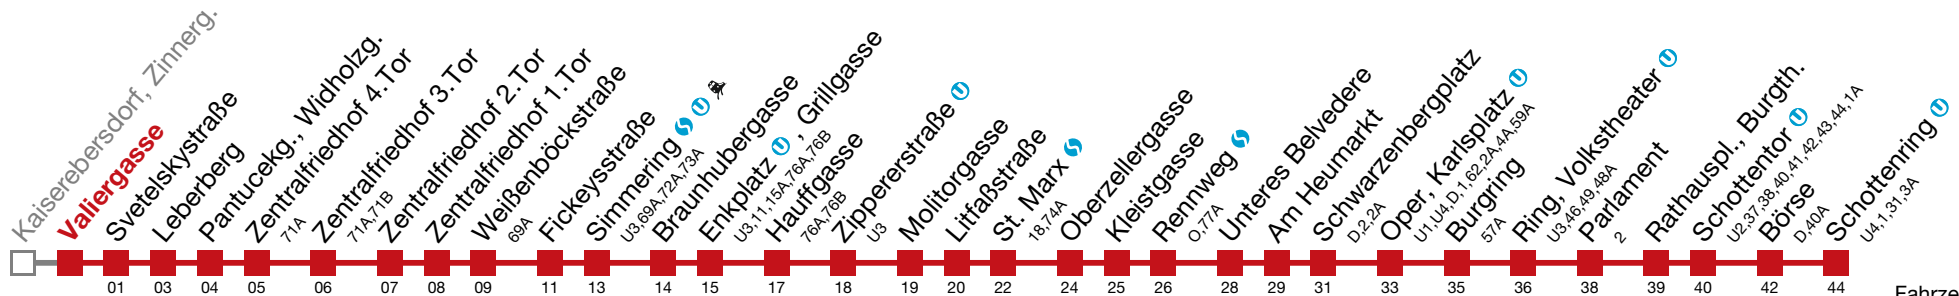 Kaiserebersdorf, Zinnerg.
Valiergasse
Svetelskystraße
Leberberg
Pantucekg., Widholzg.
Zentralfriedhof 4.Tor
71A
Zentralfriedhof 3.Tor
71A,71B
Zentralfriedhof 2.Tor
Zentralfriedhof 1.Tor
Weißenböckstraße
69A
Fickeysstraße
Simmering S U
U3,69A,72A,73A
Braunhubergasse
Enkplatz U , Grillgasse
U3,11,15A,76A,76B
Hauffgasse
76A,76B
Zippererstraße U
U3
Molitorgasse
Litfaßstraße
St. Marx S
18,74A
Oberzellergasse
Kleistgasse
Rennweg S
O,77A
Unteres Belvedere
Am Heumarkt
Schwarzenbergplatz
D,2,2A
Oper, Karlsplatz U
U1,U4,D,1,62,2A,4A,59A
Burgring
57A
Ring, Volkstheater U
U3,46,49,48A
Parlament
2
Rathauspl., Burgth.
Schottentor U
U2,37,38,40,41,42,43,44,1A
Börse
D,40A
Schottenring U
U4,1,31,3A
01 03 04 05 06 07 08 09 11 13 14 15 17 18 19 20 22 24 25 26 28 29 31 33 35 36 38 39 40 42 44
Fahrze